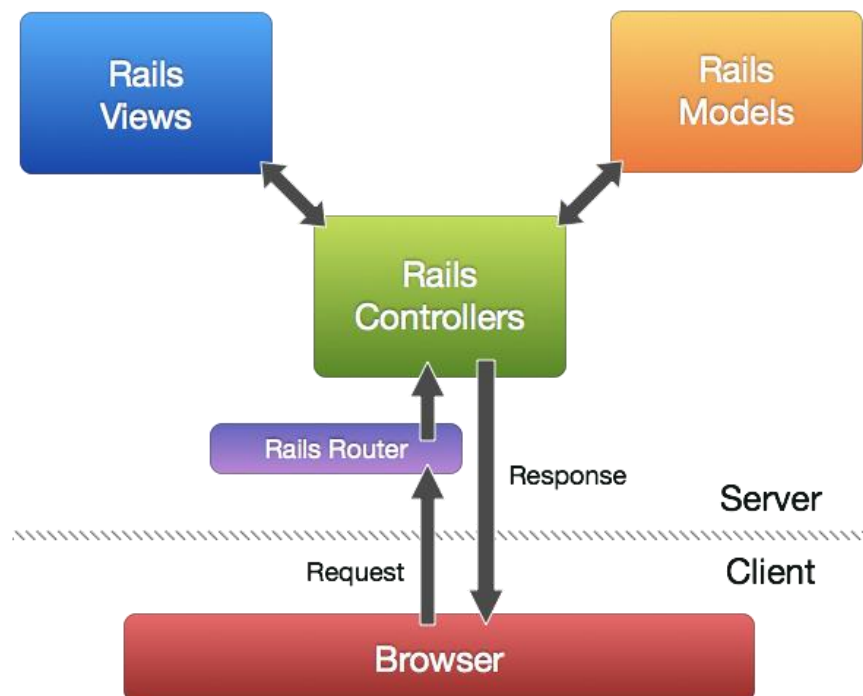 Rails
Views
Rails
Models
Rails
Controllers
Rails Router
Response
Server
Request
Client
Browser